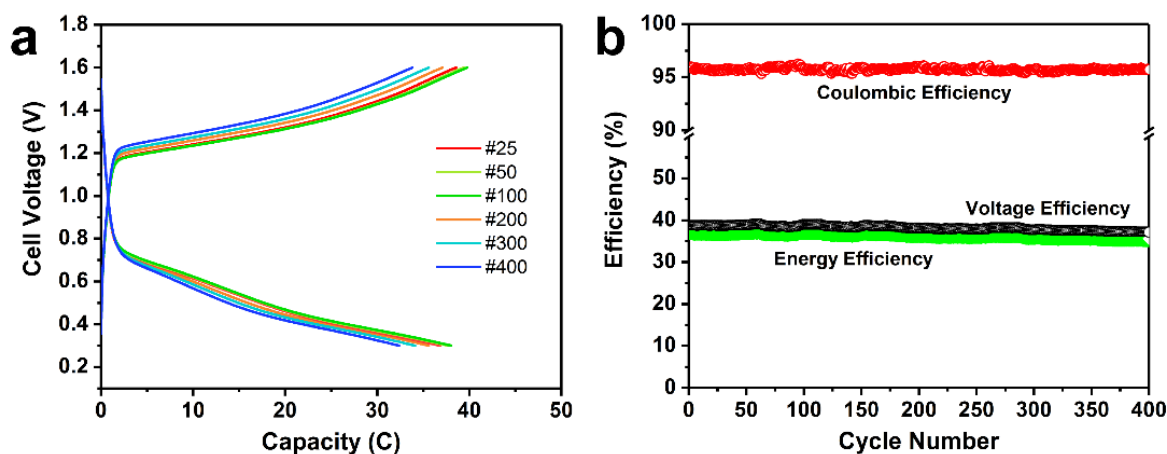 a
1.8
1.6
1.4
1.2
1.0
0.8
0.6
0.4
0.2
Cell Voltage (V)
#25
#50
#100
#200
#300
#400
0 10 20 30 40 50
Capacity (C)
b
100
95
90
50
40
30
20
10
0
Efficiency (%)
Coulombic Efficiency
Voltage Efficiency
Energy Efficiency
0 50 100 150 200 250 300 350 400
Cycle Number